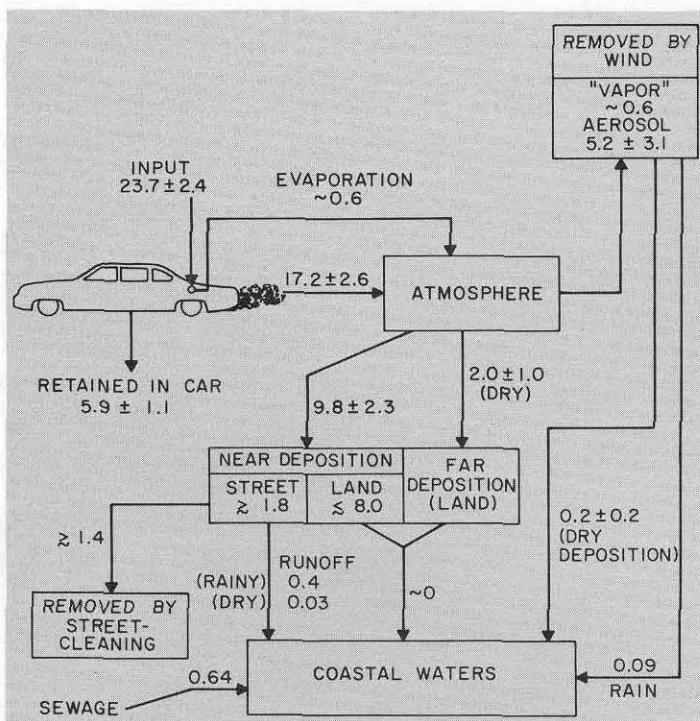 REMOVED BY
WIND
"VAPOR"
~0.6
AEROSOL
5.2 ± 3.1
INPUT
23.7±2.4
EVAPORATION
~0.6
17.2±2.6
ATMOSPHERE
RETAINED IN CAR
5.9 ± 1.1
9.8±2.3
2.0±1.0
(DRY)
NEAR DEPOSITION
STREET
≳ 1.8
LAND
≲ 8.0
FAR
DEPOSITION
(LAND)
≳ 1.4
REMOVED BY
STREET-
CLEANING
RUNOFF
(RAINY) 0.4
(DRY) 0.03
~0
0.2±0.2
(DRY
DEPOSITION)
COASTAL WATERS
0.64
SEWAGE
0.09
RAIN